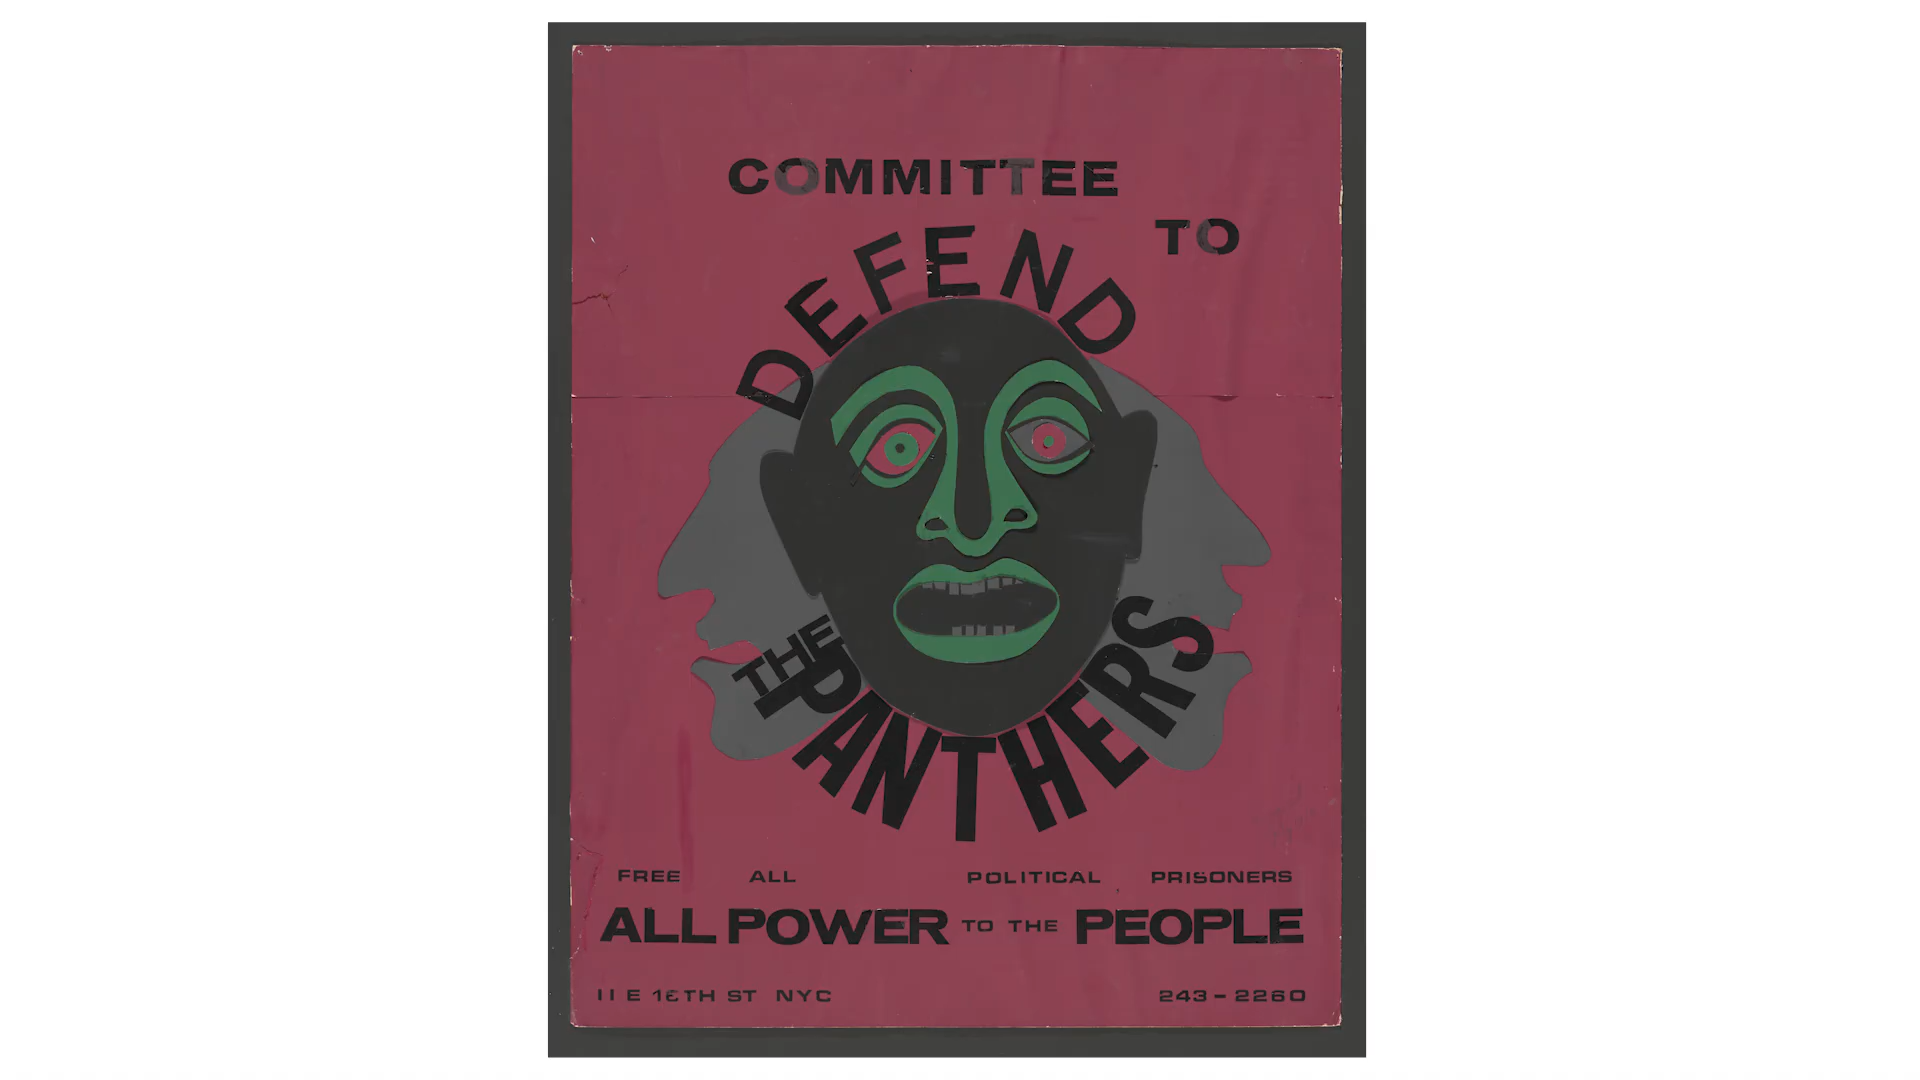 COMMITTEE
TO
DEFEND
THE
PANTHERS
FREE ALL POLITICAL PRISONERS
ALL POWER TO THE PEOPLE
11 E 16TH ST NYC
243-2260